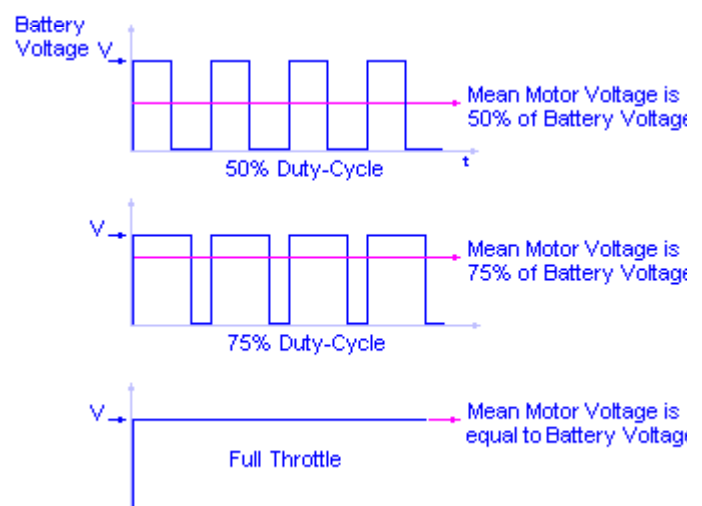 Battery
Voltage V
Mean Motor Voltage is
50% of Battery Voltage
t
50% Duty-Cycle
V
Mean Motor Voltage is
75% of Battery Voltage
75% Duty-Cycle
V
Mean Motor Voltage is
equal to Battery Voltage
Full Throttle